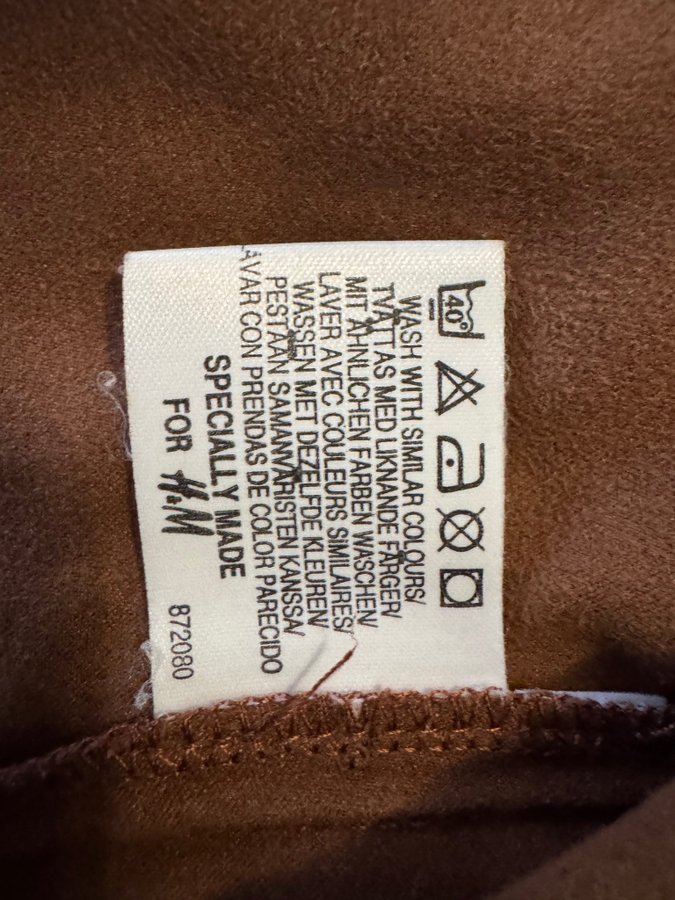 40°
WASH WITH SIMILAR COLOURS/
TVÄTTAS MED LIKNANDE FÄRGER/
MIT ÄHNLICHEN FARBEN WASCHEN/
LAVER AVEC COULEURS SIMILAIRES/
WASSEN MET DEZELFDE KLEUREN/
PESTÄÄN SAMANVÄRISTEN KANSSA/
LAVAR CON PRENDAS DE COLOR PARECIDO
SPECIALLY MADE
FOR H&M
872080